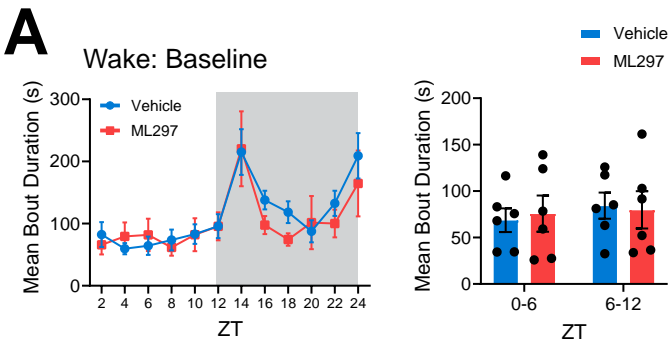 A
Wake: Baseline
Mean Bout Duration (s)
300
200
100
0
Vehicle
ML297
2 4 6 8 10 12 14 16 18 20 22 24
ZT
Vehicle
ML297
Mean Bout Duration (s)
200
150
100
50
0
0-6 6-12
ZT